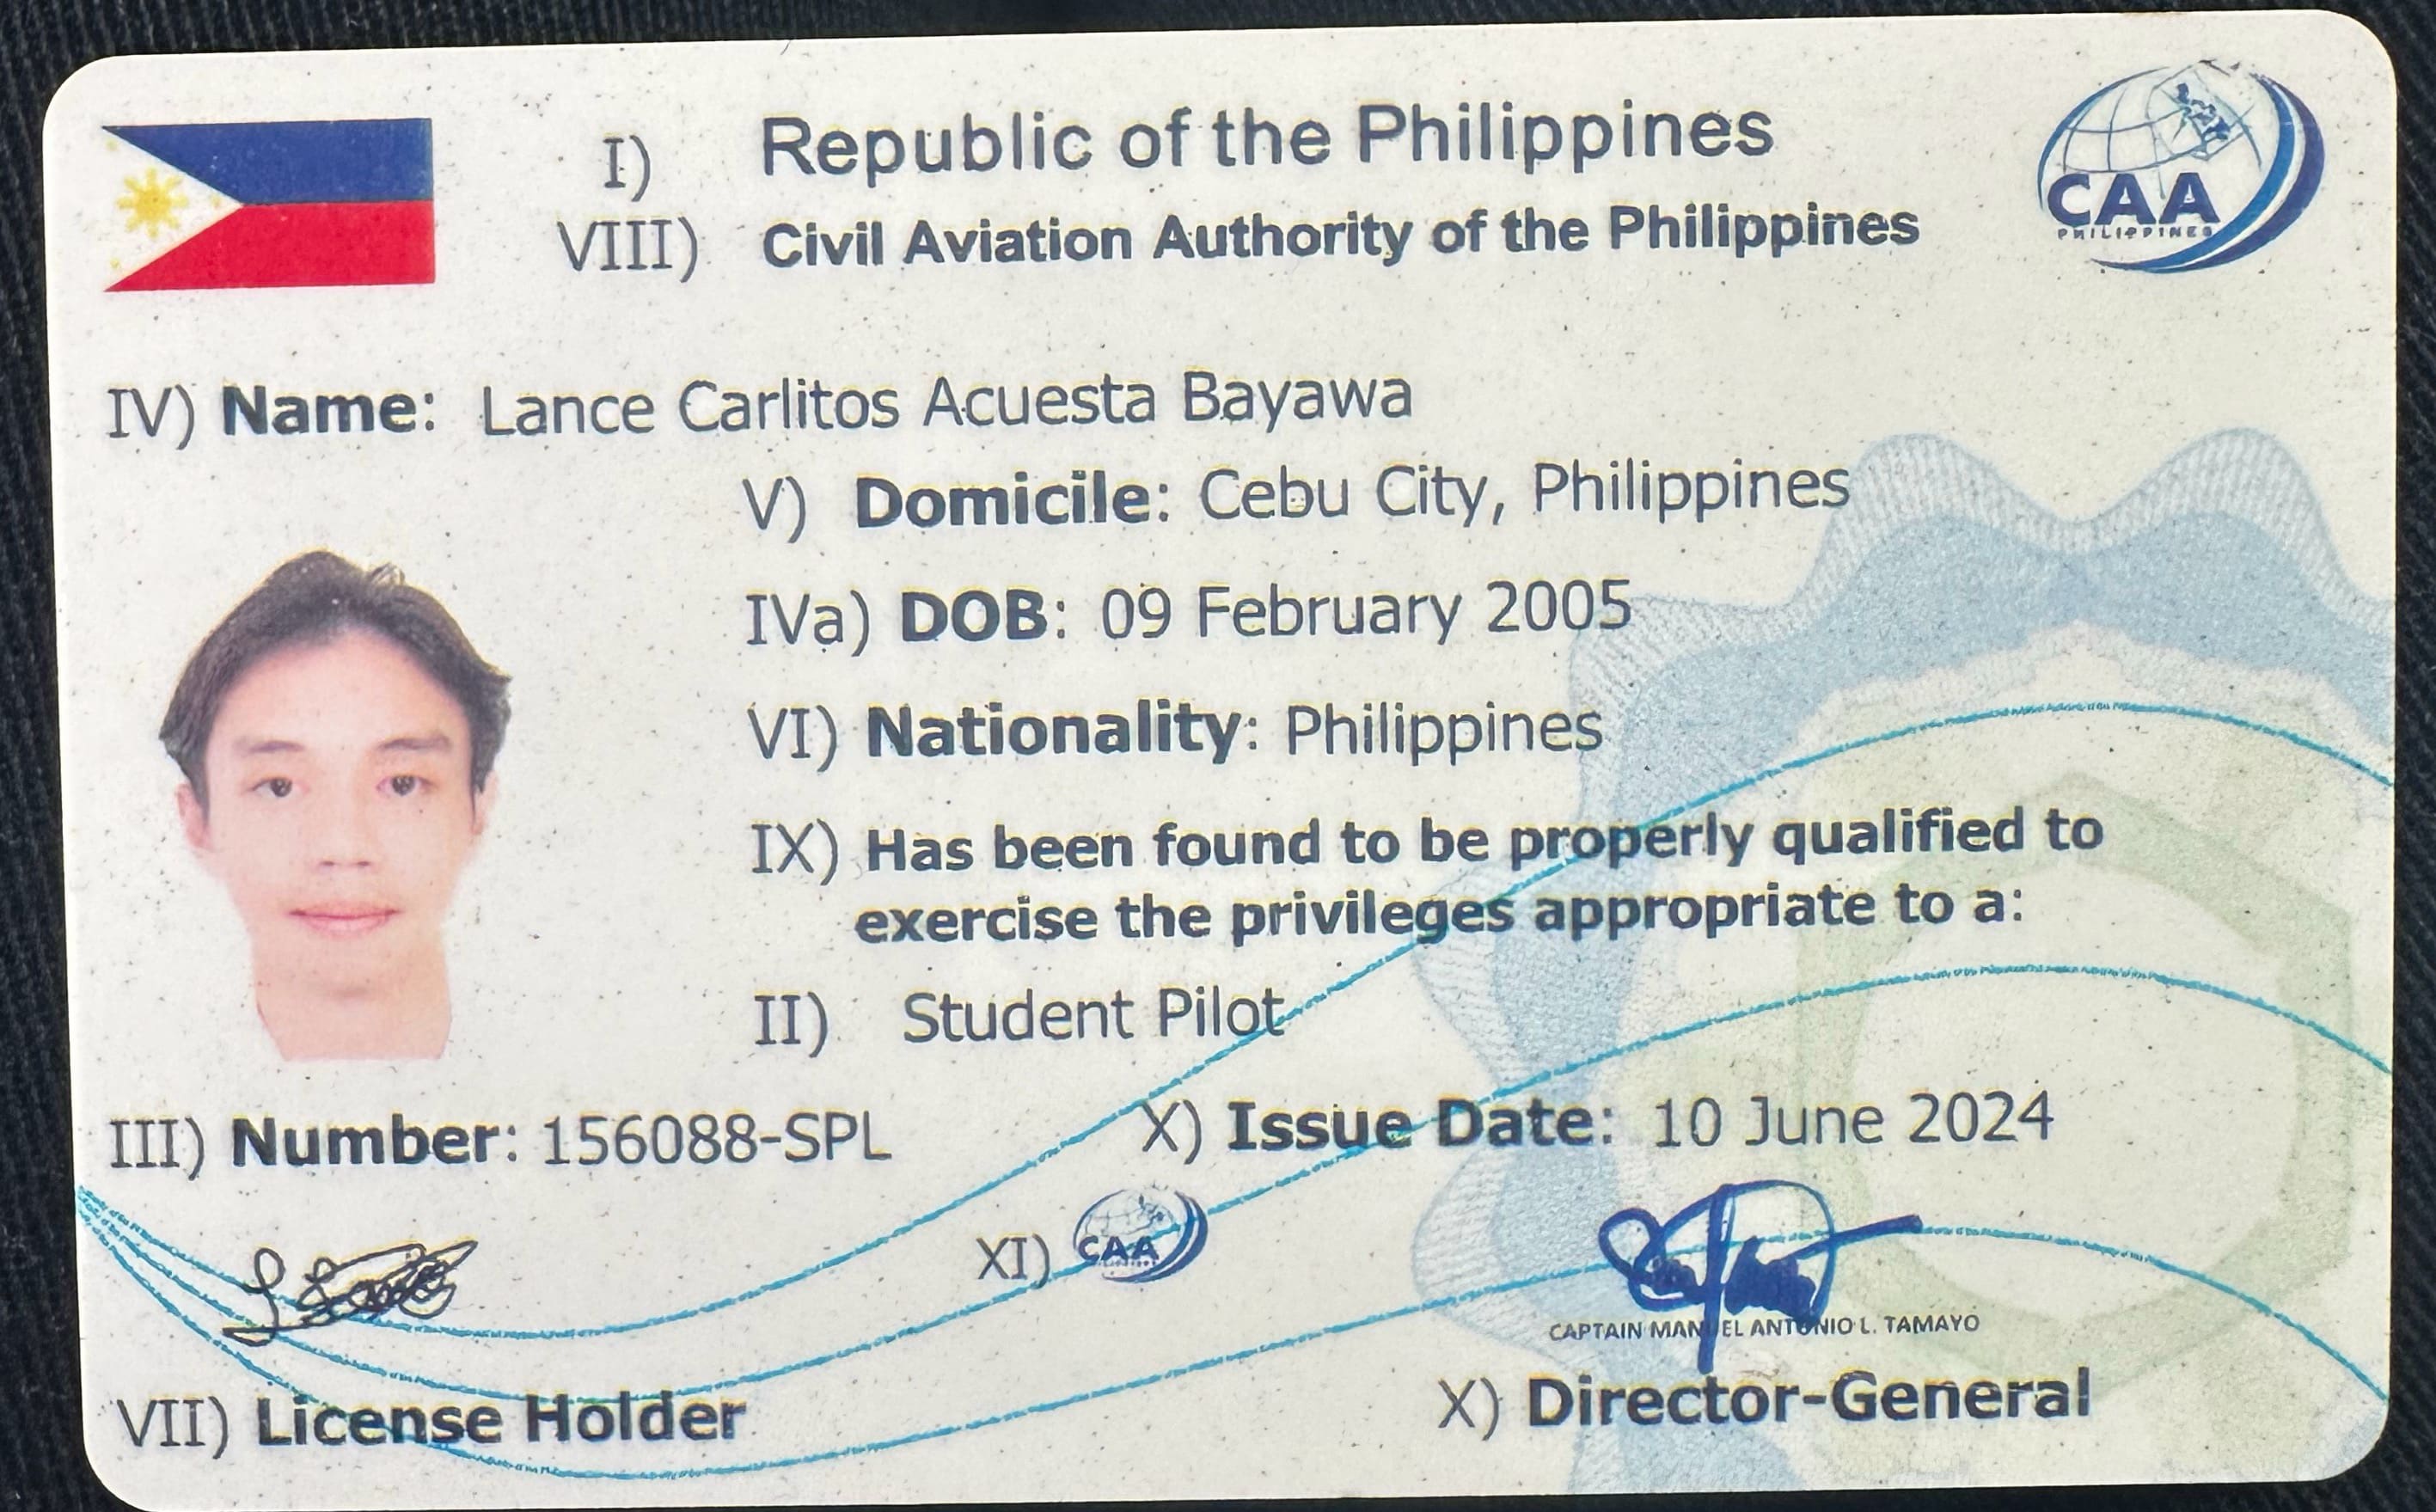 I) Republic of the Philippines
VIII) Civil Aviation Authority of the Philippines
CAA
PHILIPPINES
IV) Name: Lance Carlitos Acuesta Bayawa
V) Domicile: Cebu City, Philippines
IVa) DOB: 09 February 2005
VI) Nationality: Philippines
IX) Has been found to be properly qualified to
exercise the privileges appropriate to a:
II) Student Pilot
III) Number: 156088-SPL
X) Issue Date: 10 June 2024
XI) CAA
CAPTAIN MANUEL ANTONIO L. TAMAYO
VII) License Holder
X) Director-General